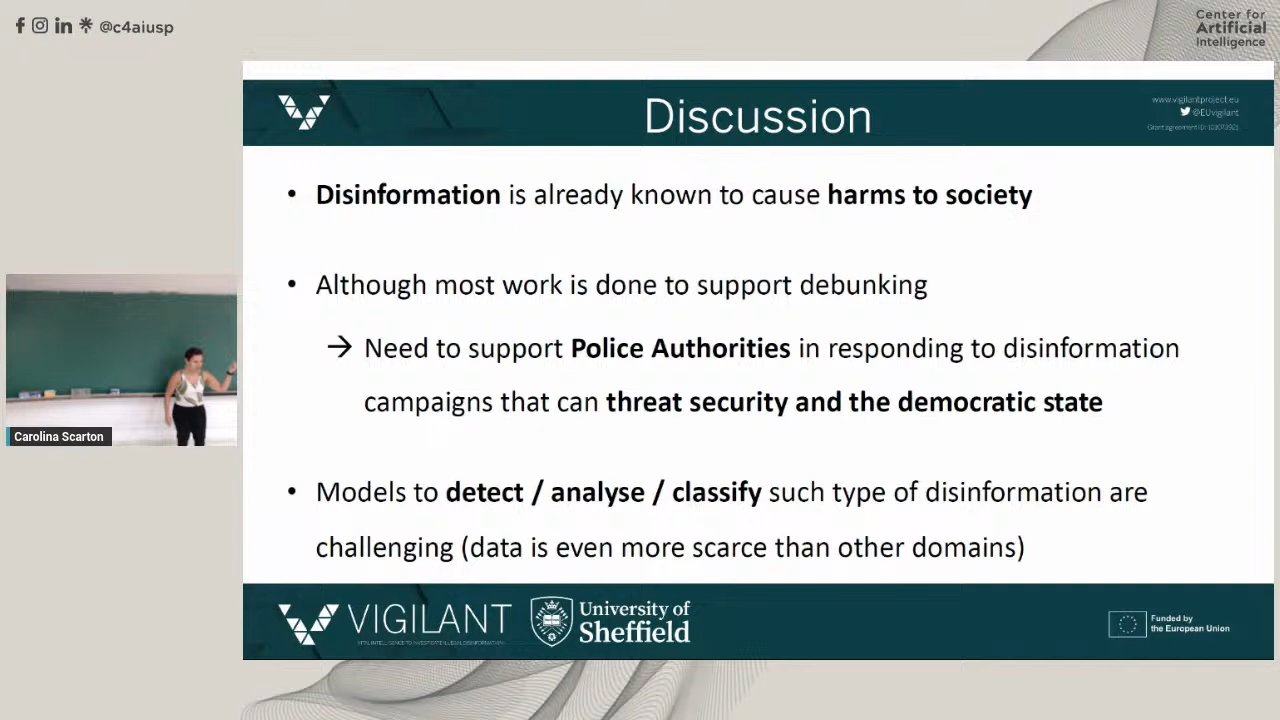 @c4aiusp
Center for
Artificial
Intelligence
Discussion
www.vigilantproject.eu
@EUvigilant
Grant agreement ID:
• Disinformation is already known to cause harms to society
• Although most work is done to support debunking
→ Need to support Police Authorities in responding to disinformation
campaigns that can threat security and the democratic state
• Models to detect / analyse / classify such type of disinformation are
challenging (data is even more scarce than other domains)
Carolina Scarton
VIGILANT
University of
Sheffield
Funded by
the European Union